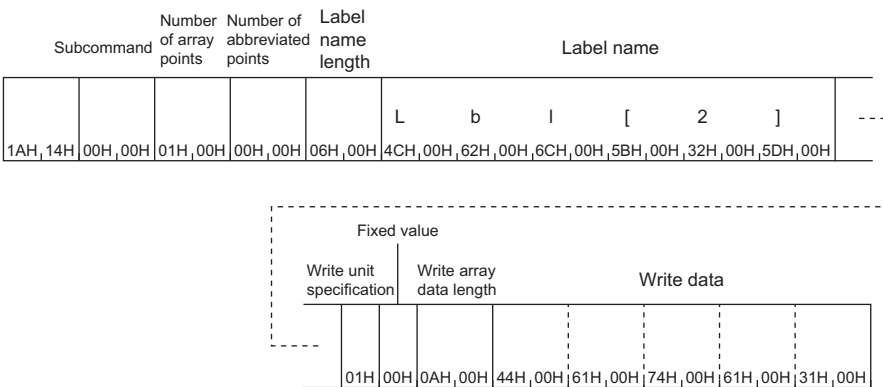 Subcommand
Number of array points
Number of abbreviated points
Label name length
Label name
L b l [ 2 ]
1AH 14H 00H 00H 01H 00H 00H 00H 06H 00H 4CH 00H 62H 00H 6CH 00H 5BH 00H 32H 00H 5DH 00H
Fixed value
Write unit specification
Write array data length
Write data
01H 00H 0AH 00H 44H 00H 61H 00H 74H 00H 61H 00H 31H 00H